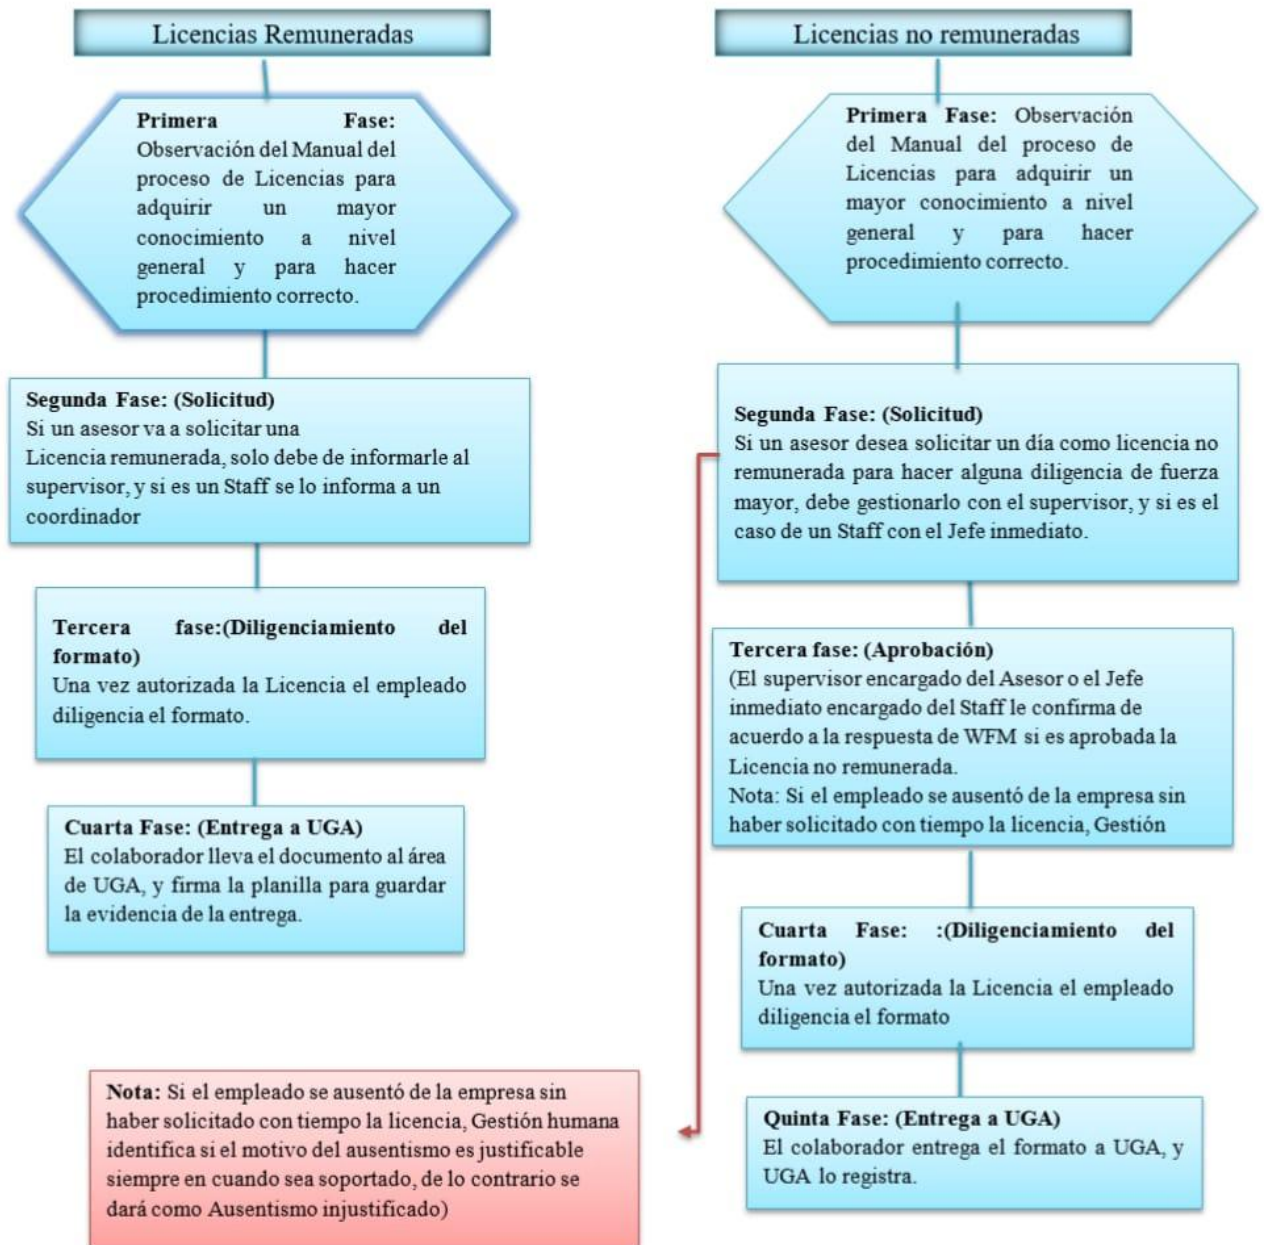 Licencias Remuneradas
Primera Fase:
Observación del Manual del
proceso de Licencias para
adquirir un mayor
conocimiento a nivel
general y para hacer
procedimiento correcto.
Segunda Fase: (Solicitud)
Si un asesor va a solicitar una
Licencia remunerada, solo debe de informarle al
supervisor, y si es un Staff se lo informa a un
coordinador
Tercera fase:(Diligenciamiento del
formato)
Una vez autorizada la Licencia el empleado
diligencia el formato.
Cuarta Fase: (Entrega a UGA)
El colaborador lleva el documento al área
de UGA, y firma la planilla para guardar
la evidencia de la entrega.
Licencias no remuneradas
Primera Fase: Observación
del Manual del proceso de
Licencias para adquirir un
mayor conocimiento a nivel
general y para hacer
procedimiento correcto.
Segunda Fase: (Solicitud)
Si un asesor desea solicitar un día como licencia no
remunerada para hacer alguna diligencia de fuerza
mayor, debe gestionarlo con el supervisor, y si es el
caso de un Staff con el Jefe inmediato.
Tercera fase: (Aprobación)
(El supervisor encargado del Asesor o el Jefe
inmediato encargado del Staff le confirma de
acuerdo a la respuesta de WFM si es aprobada la
Licencia no remunerada.
Nota: Si el empleado se ausentó de la empresa sin
haber solicitado con tiempo la licencia, Gestión
Cuarta Fase: :(Diligenciamiento del
formato)
Una vez autorizada la Licencia el empleado
diligencia el formato
Quinta Fase: (Entrega a UGA)
El colaborador entrega el formato a UGA, y
UGA lo registra.
Nota: Si el empleado se ausentó de la empresa sin
haber solicitado con tiempo la licencia, Gestión humana
identifica si el motivo del ausentismo es justificable
siempre en cuando sea soportado, de lo contrario se
dará como Ausentismo injustificado)